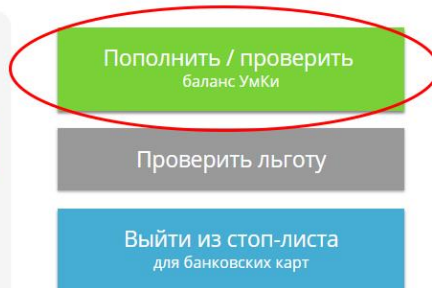 Пополнить / проверить
баланс УмКи
Проверить льготу
Выйти из стоп-листа
для банковских карт